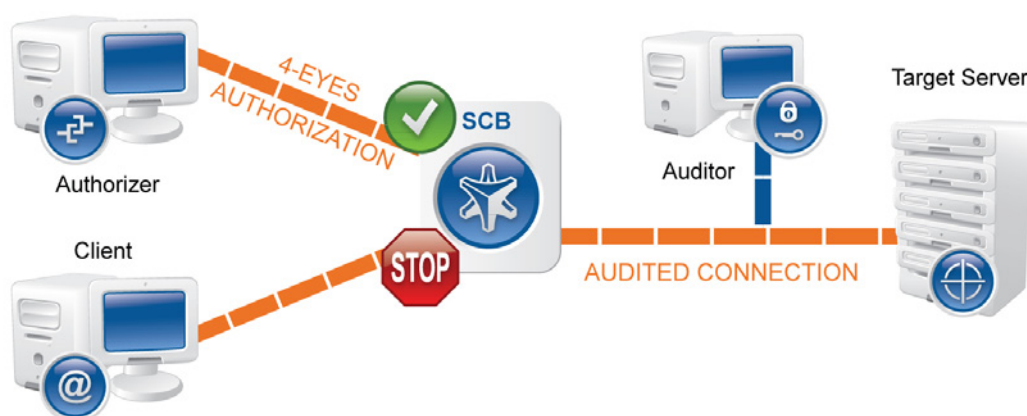 4-EYES
AUTHORIZATION
SCB
Target Server
Authorizer
Auditor
Client
STOP
AUDITED CONNECTION
@